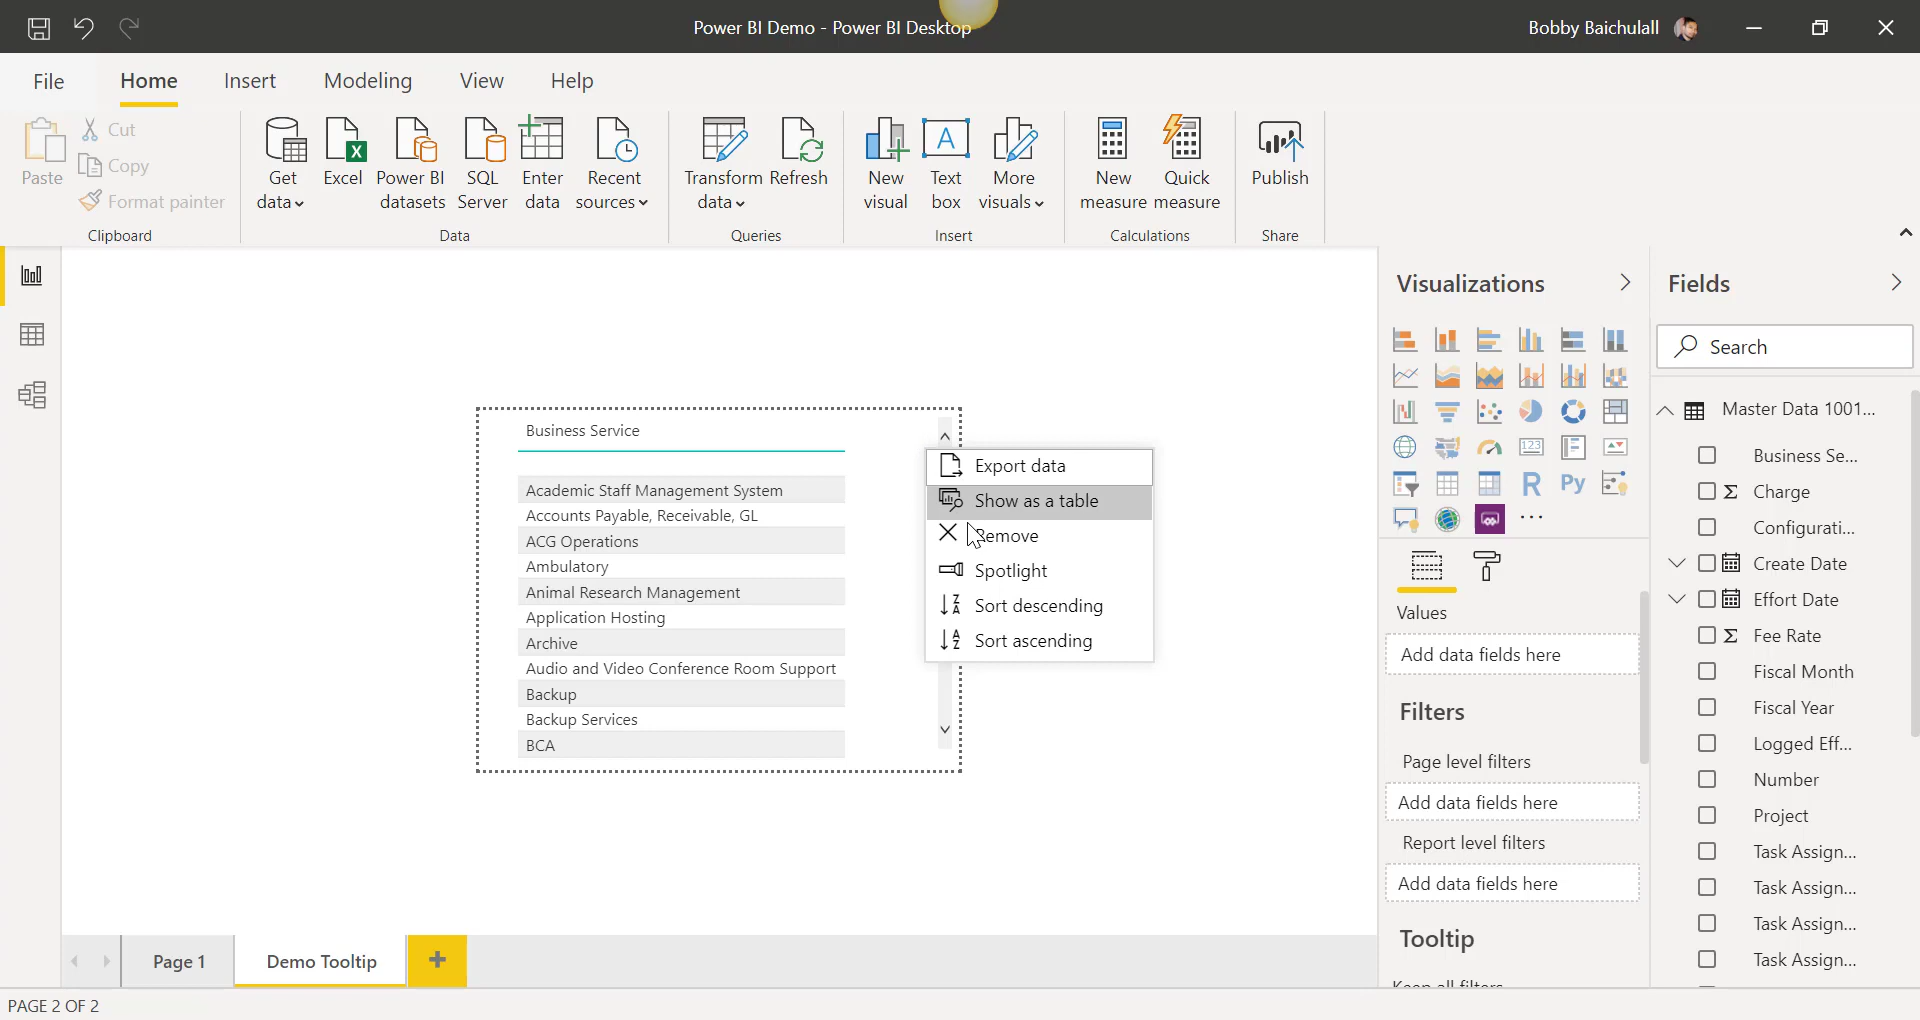 Power BI Demo - Power BI Desktop
Bobby Baichulall
File
Home
Insert
Modeling
View
Help
Paste
Cut
Copy
Format painter
Clipboard
Get data
Excel
Power BI datasets
SQL Server
Enter data
Recent sources
Data
Transform data
Refresh
Queries
New visual
A
Text box
More visuals
Insert
New measure
Quick measure
Calculations
Publish
Share
Business Service
Academic Staff Management System
Accounts Payable, Receivable, GL
ACG Operations
Ambulatory
Animal Research Management
Application Hosting
Archive
Audio and Video Conference Room Support
Backup
Backup Services
BCA
Export data
Show as a table
Remove
Spotlight
Sort descending
Sort ascending
Visualizations
123
R
Py
Values
Add data fields here
Filters
Page level filters
Add data fields here
Report level filters
Add data fields here
Tooltip
Keep all filters
Fields
Search
Master Data 1001...
Business Se...
Σ Charge
Configurati...
Create Date
Effort Date
Σ Fee Rate
Fiscal Month
Fiscal Year
Logged Eff...
Number
Project
Task Assign...
Task Assign...
Task Assign...
Task Assign...
Page 1
Demo Tooltip
+
PAGE 2 OF 2